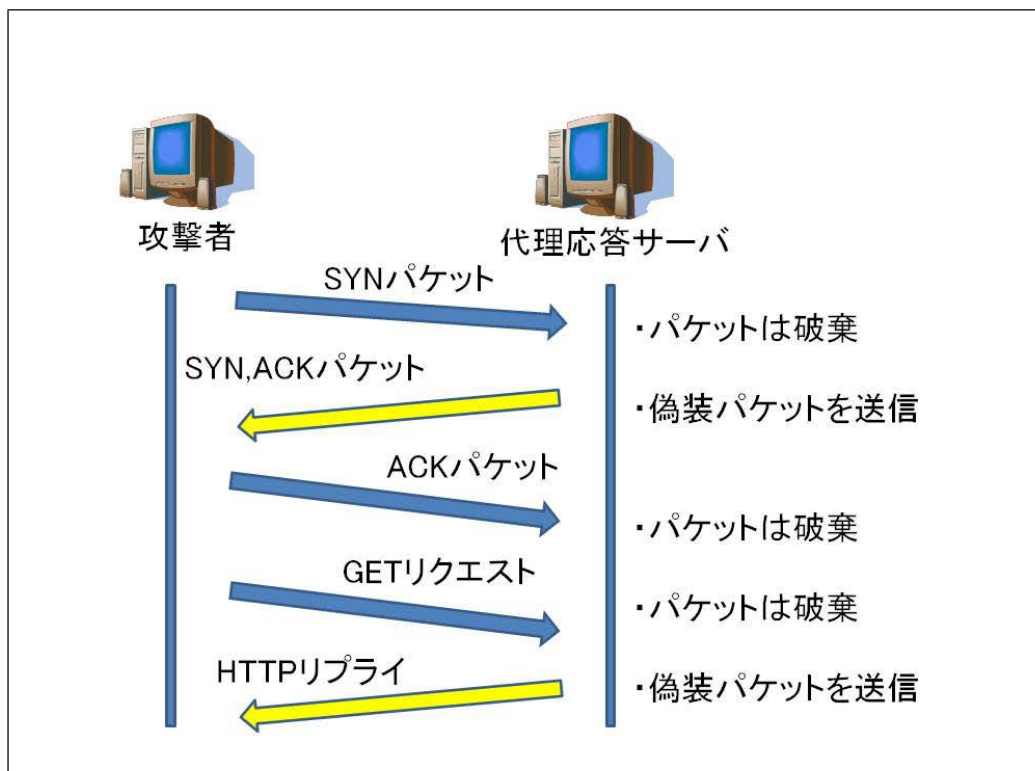 攻撃者
代理応答サーバ
SYNパケット
・パケットは破棄
SYN,ACKパケット
・偽装パケットを送信
ACKパケット
・パケットは破棄
GETリクエスト
・パケットは破棄
HTTPリプライ
・偽装パケットを送信